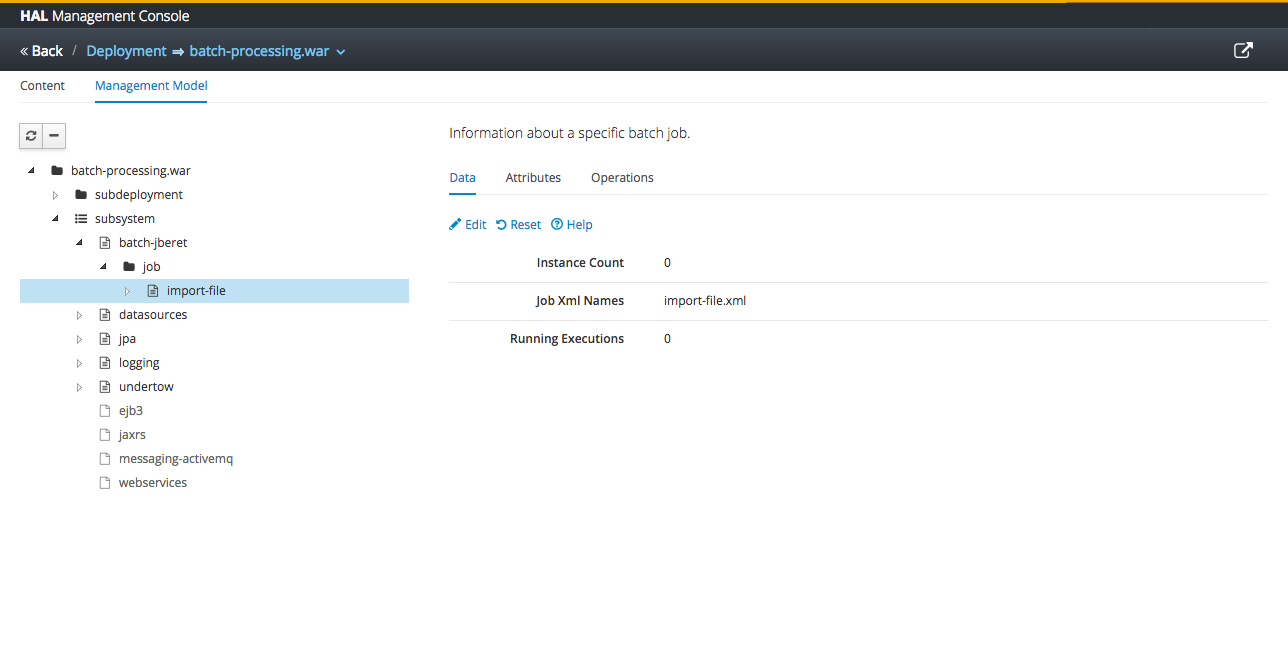 HAL Management Console
« Back / Deployment ⇒ batch-processing.war
Content Management Model
batch-processing.war
subdeployment
subsystem
batch-jberet
job
import-file
datasources
jpa
logging
undertow
ejb3
jaxrs
messaging-activemq
webservices
Information about a specific batch job.
Data Attributes Operations
Edit Reset Help
Instance Count 0
Job Xml Names import-file.xml
Running Executions 0